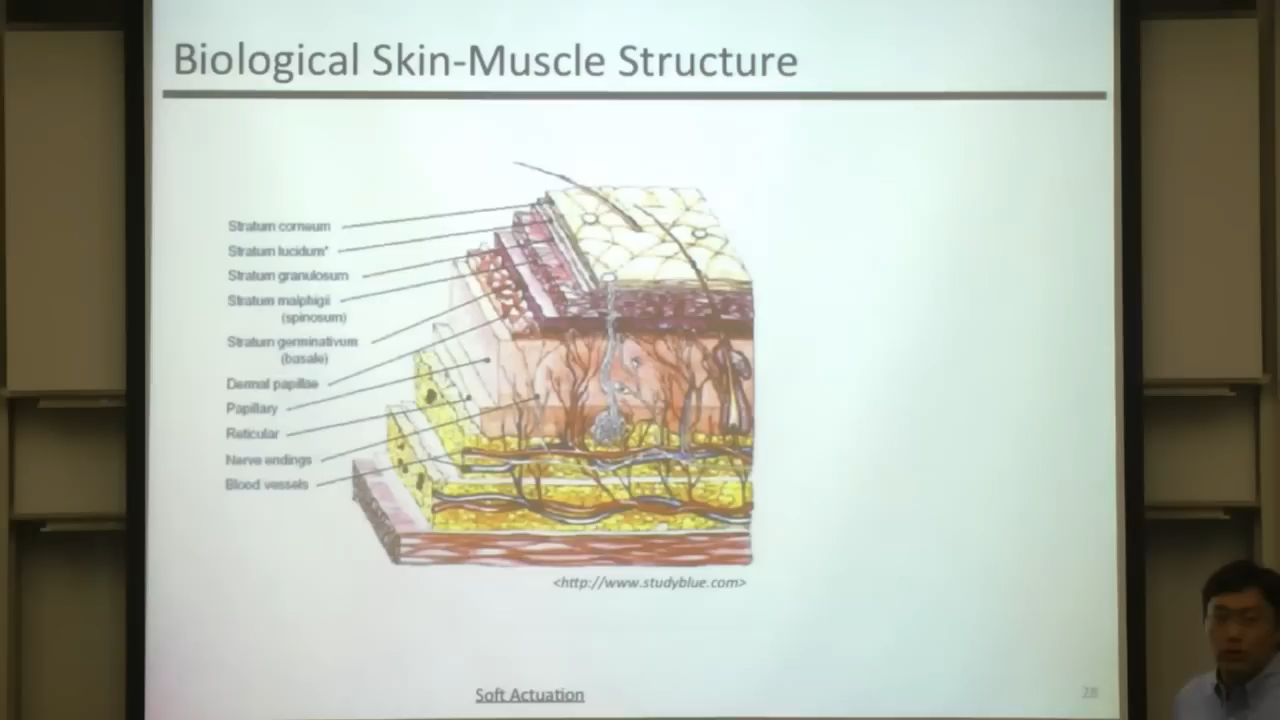 Biological Skin-Muscle Structure
Stratum corneum
Stratum lucidum*
Stratum granulosum
Stratum malphigii
(spinosum)
Stratum germinativum
(basale)
Dermal papillae
Papillary
Reticular
Nerve endings
Blood vessels
<http://www.studyblue.com>
Soft Actuation
28